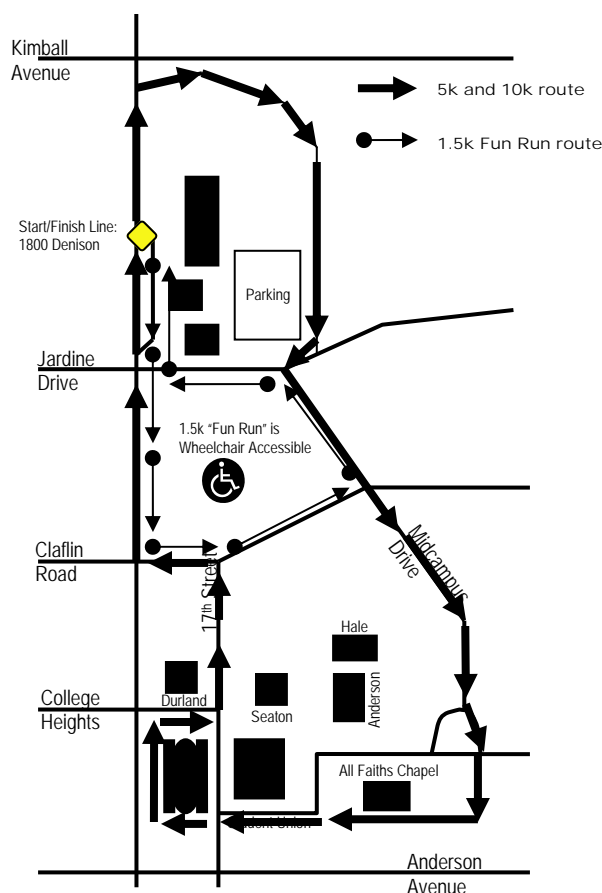 Kimball
Avenue
5k and 10k route
1.5k Fun Run route
Start/Finish Line:
1800 Denison
Parking
Jardine
Drive
1.5k "Fun Run" is
Wheelchair Accessible
Claflin
Road
17th Street
Midcampus
Drive
Hale
Anderson
Durland
Seaton
College
Heights
All Faiths Chapel
Student Union
Anderson
Avenue